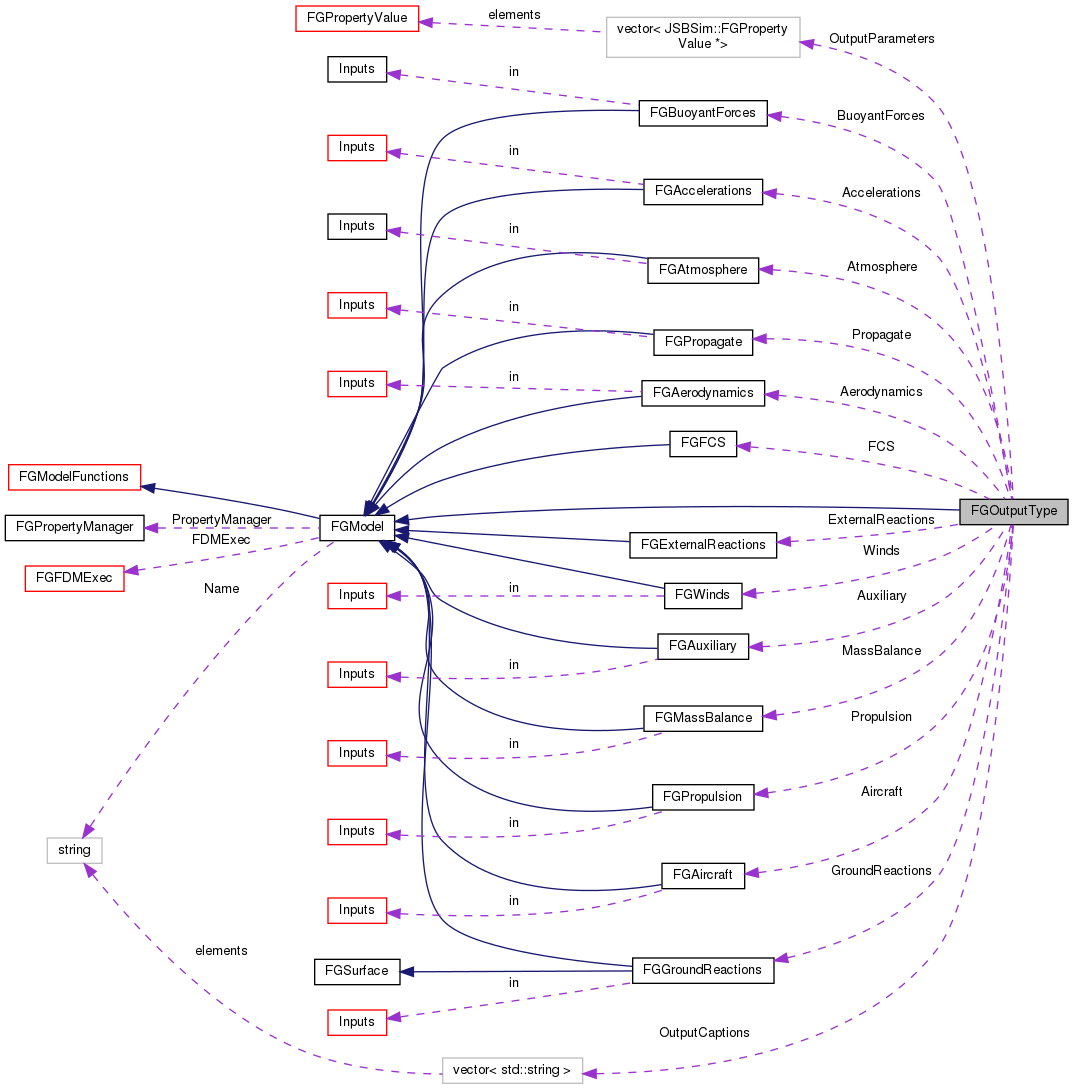 FGPropertyValue
elements
vector< JSBSim::FGProperty
Value *>
OutputParameters
Inputs
in
FGBuoyantForces
BuoyantForces
Inputs
in
FGAccelerations
Accelerations
Inputs
in
FGAtmosphere
Atmosphere
Inputs
in
FGPropagate
Propagate
Inputs
in
FGAerodynamics
Aerodynamics
FGFCS
FCS
FGModelFunctions
FGPropertyManager
PropertyManager
FGModel
FGOutputType
FDMExec
FGExternalReactions
ExternalReactions
FGFDMExec
Name
Inputs
in
FGWinds
Winds
Inputs
in
FGAuxiliary
Auxiliary
Inputs
in
FGMassBalance
MassBalance
Inputs
in
FGPropulsion
Propulsion
string
Inputs
in
FGAircraft
Aircraft
elements
FGSurface
FGGroundReactions
GroundReactions
Inputs
in
vector< std::string >
OutputCaptions